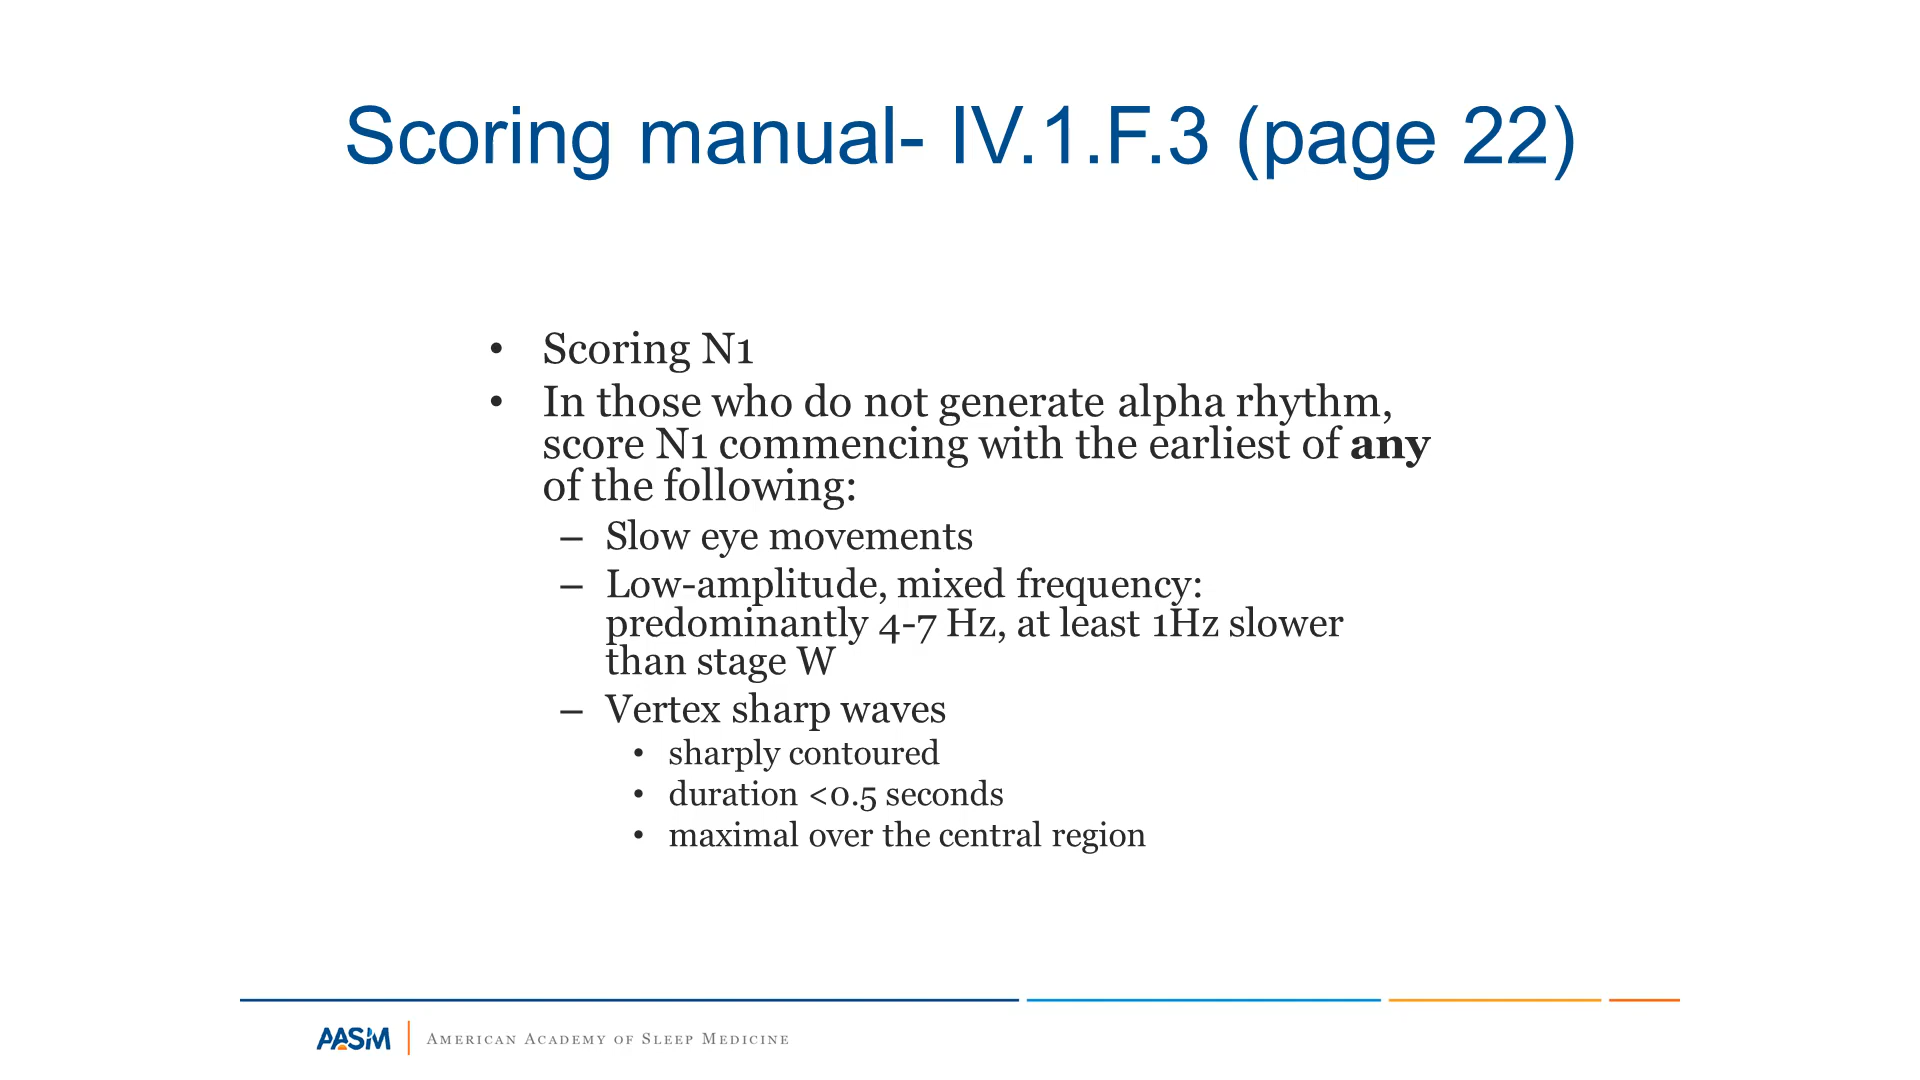 Scoring manual- IV.1.F.3 (page 22)
• Scoring N1
• In those who do not generate alpha rhythm,
score N1 commencing with the earliest of any
of the following:
– Slow eye movements
– Low-amplitude, mixed frequency:
predominantly 4-7 Hz, at least 1Hz slower
than stage W
– Vertex sharp waves
• sharply contoured
• duration <0.5 seconds
• maximal over the central region
AASM
American Academy of Sleep Medicine